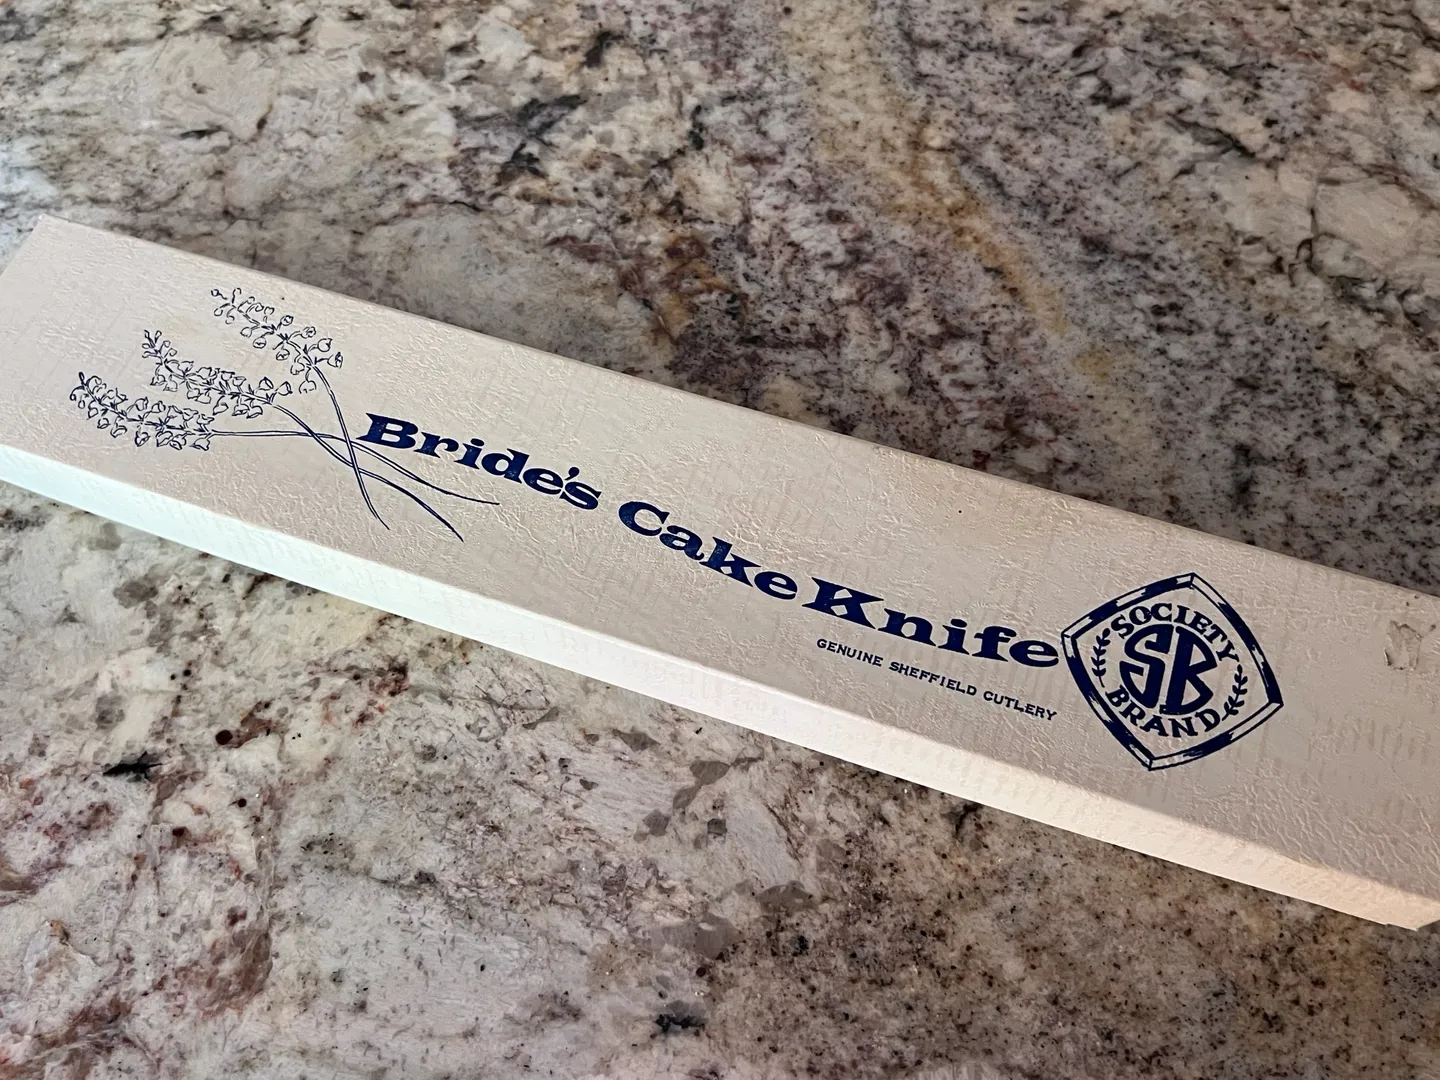 Bride's Cake Knife
GENUINE SHEFFIELD CUTLERY
SOCIETY
SB
BRAND